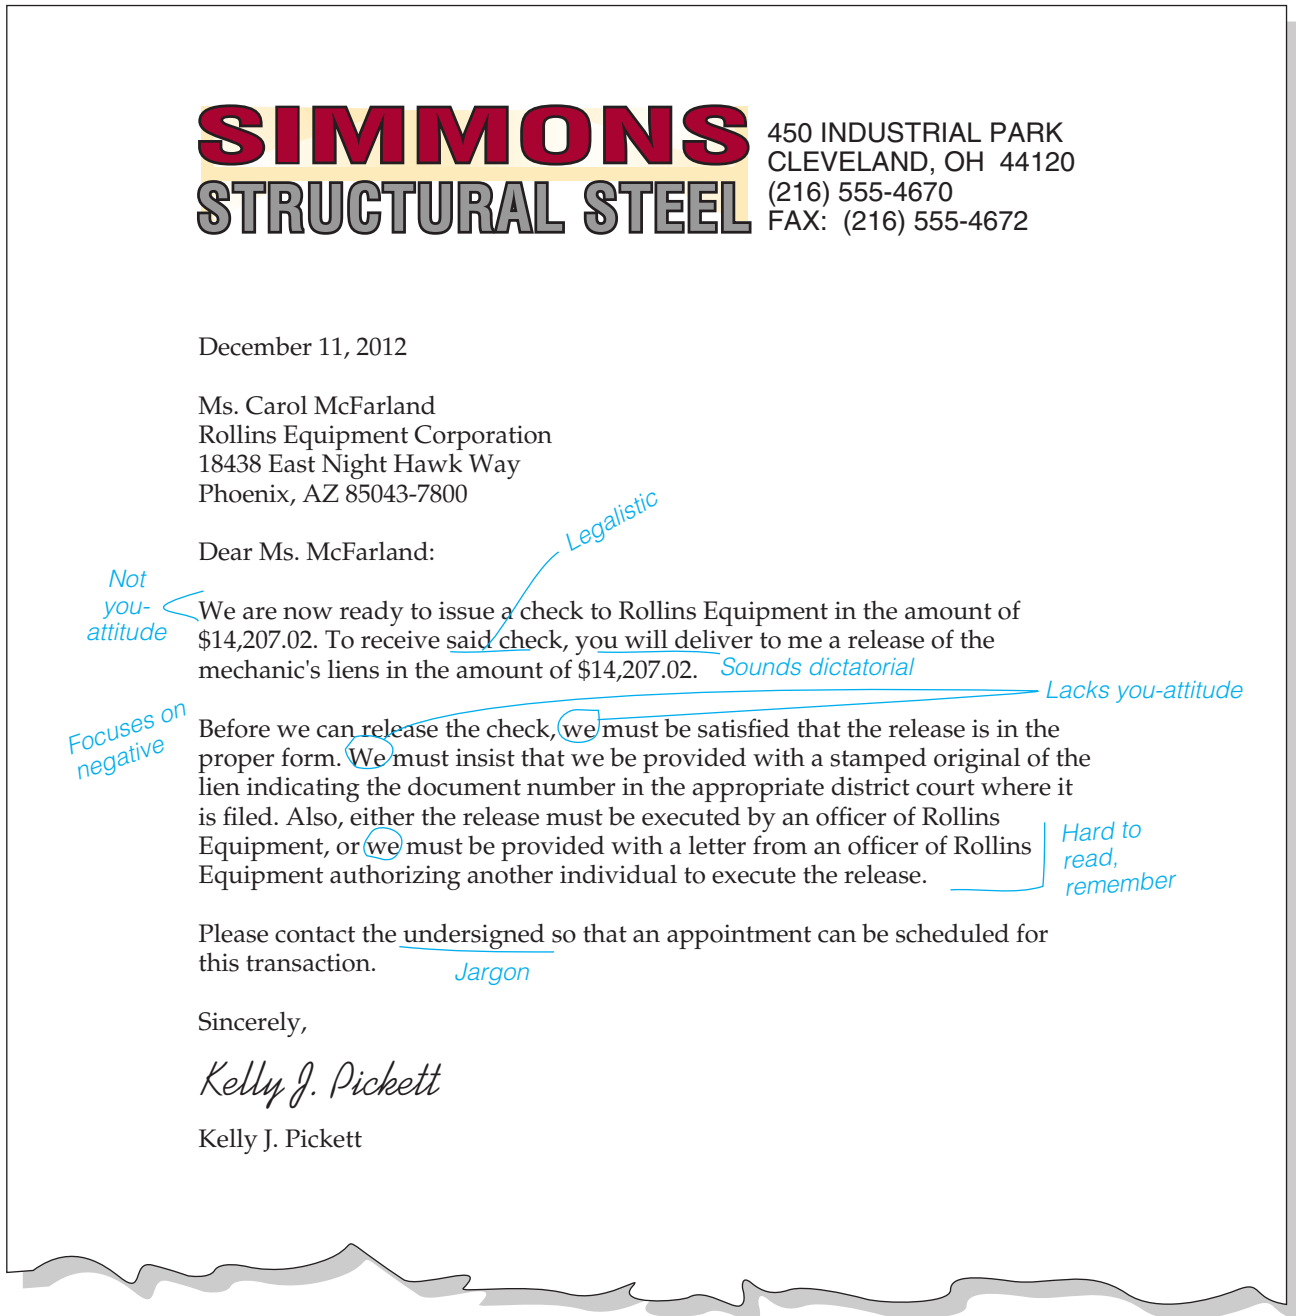 SIMMONS
STRUCTURAL STEEL
450 INDUSTRIAL PARK
CLEVELAND, OH 44120
(216) 555-4670
FAX: (216) 555-4672
December 11, 2012
Ms. Carol McFarland
Rollins Equipment Corporation
18438 East Night Hawk Way
Phoenix, AZ 85043-7800
Legalistic
Dear Ms. McFarland:
Not
you-
attitude
We are now ready to issue a check to Rollins Equipment in the amount of
$14,207.02. To receive said check, you will deliver to me a release of the
mechanic's liens in the amount of $14,207.02.
Sounds dictatorial
Lacks you-attitude
Focuses on
negative
Before we can release the check, we must be satisfied that the release is in the
proper form. We must insist that we be provided with a stamped original of the
lien indicating the document number in the appropriate district court where it
is filed. Also, either the release must be executed by an officer of Rollins
Equipment, or we must be provided with a letter from an officer of Rollins
Equipment authorizing another individual to execute the release.
Hard to
read,
remember
Please contact the undersigned so that an appointment can be scheduled for
this transaction.
Jargon
Sincerely,
Kelly J. Pickett
Kelly J. Pickett